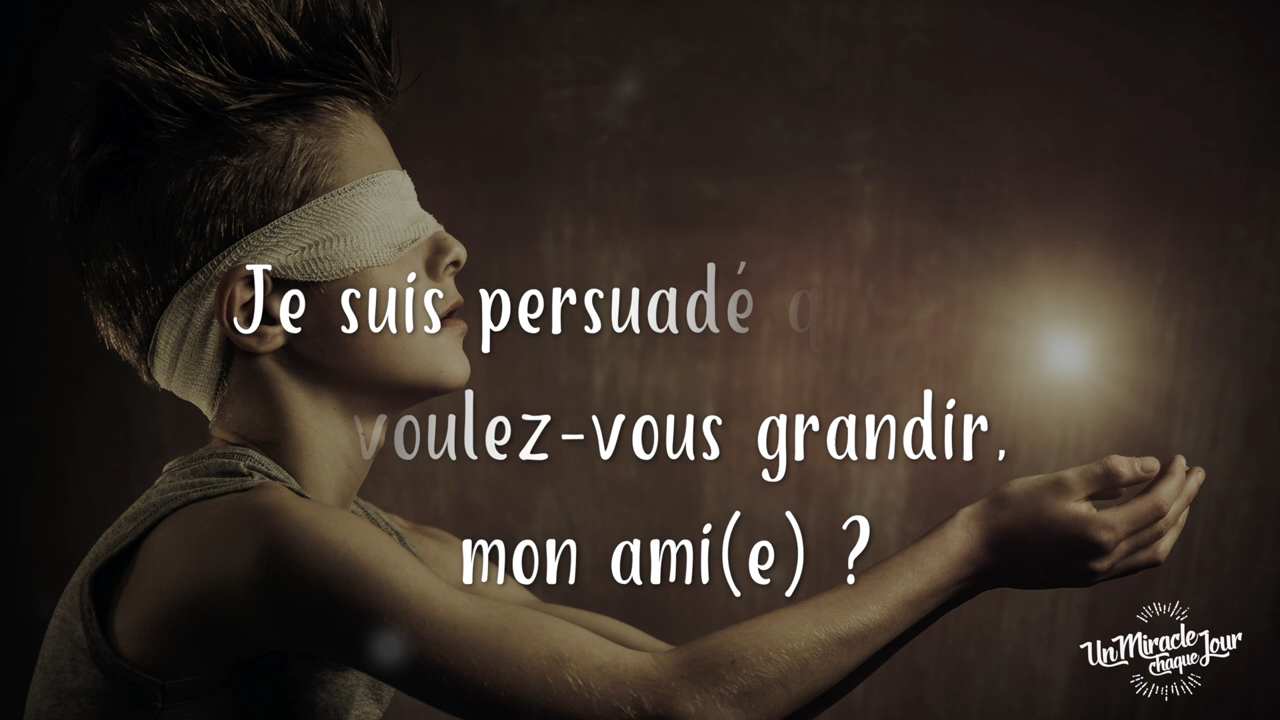 Je suis persuadé q
voulez-vous grandir,
mon ami(e) ?
Un Miracle
chaque Jour